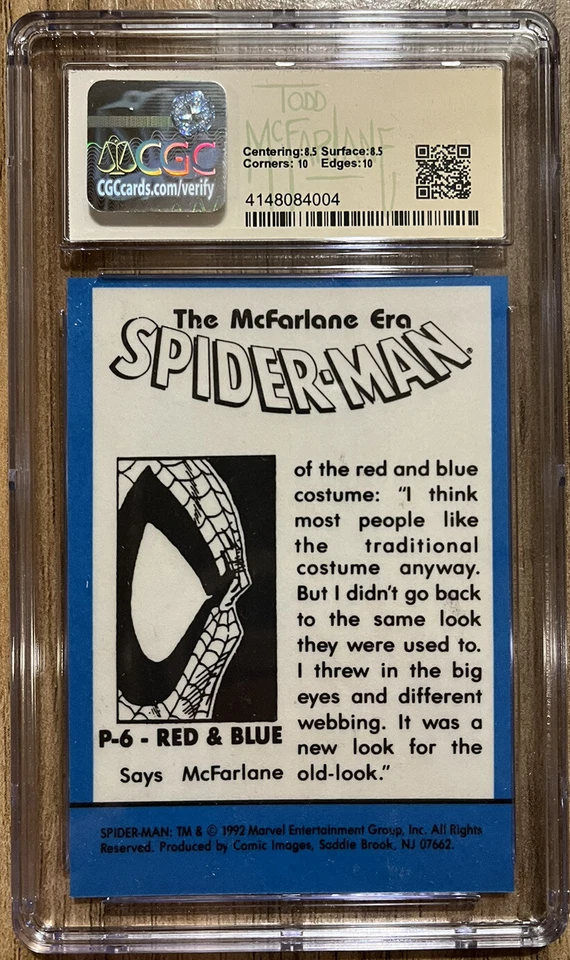 TODD
McFARLANE
CGC
CGCcards.com/verify
Centering:8.5 Surface:8.5
Corners: 10 Edges:10
4148084004
The McFarlane Era
SPIDER-MAN®
of the red and blue
costume: “I think
most people like
the traditional
costume anyway.
But I didn’t go back
to the same look
they were used to.
I threw in the big
eyes and different
webbing. It was a
new look for the
P-6 - RED & BLUE
Says McFarlane old-look.”
SPIDER-MAN: TM & © 1992 Marvel Entertainment Group, Inc. All Rights
Reserved. Produced by Comic Images, Saddle Brook, NJ 07662.